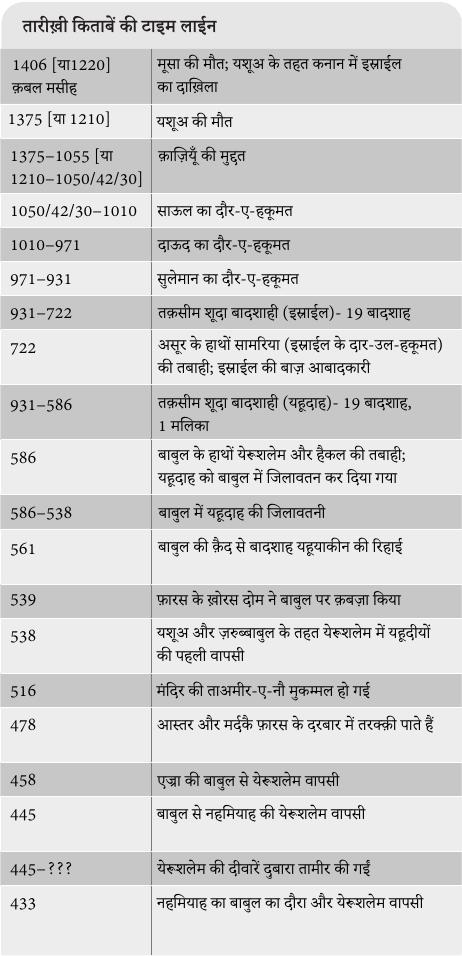 तारीख़ी किताबें की टाइम लाईन
1406 [या1220] मूसा की मौत; यशूअ के तहत कनान में इस्राईल
क़बल मसीह का दाख़िला
1375 [या 1210] यशूअ की मौत
1375–1055 [या क़ाज़ियूँ की मुद्दत
1210–1050/42/30]
1050/42/30–1010 साऊल का दौर-ए-हकूमत
1010–971 दाऊद का दौर-ए-हकूमत
971–931 सुलेमान का दौर-ए-हकूमत
931–722 तक़सीम शूदा बादशाही (इस्राईल)- 19 बादशाह
722 असूर के हाथों सामरिया (इस्राईल के दार-उल-हकूमत)
की तबाही; इस्राईल की बाज़ आबादकारी
931–586 तक़सीम शूदा बादशाही (यहूदाह)- 19 बादशाह,
1 मलिका
586 बाबुल के हाथों येरूशलेम और हैकल की तबाही;
यहूदाह को बाबुल में जिलावतन कर दिया गया
586–538 बाबुल में यहूदाह की जिलावतनी
561 बाबुल की क़ैद से बादशाह यहूयाकीन की रिहाई
539 फ़ारस के ख़ोरस दोम ने बाबुल पर क़बज़ा किया
538 यशूअ और ज़रुब्बाबुल के तहत येरूशलेम में यहूदीयों
की पहली वापसी
516 मंदिर की ताअमीर-ए-नौ मुकम्मल हो गई
478 आस्तर और मर्दकै फ़ारस के दरबार में तरक्क़ी पाते हैं
458 एज्रा की बाबुल से येरूशलेम वापसी
445 बाबुल से नहमियाह की येरूशलेम वापसी
445–??? येरूशलेम की दीवारें दुबारा तामीर की गईं
433 नहमियाह का बाबुल का दौरा और येरूशलेम वापसी